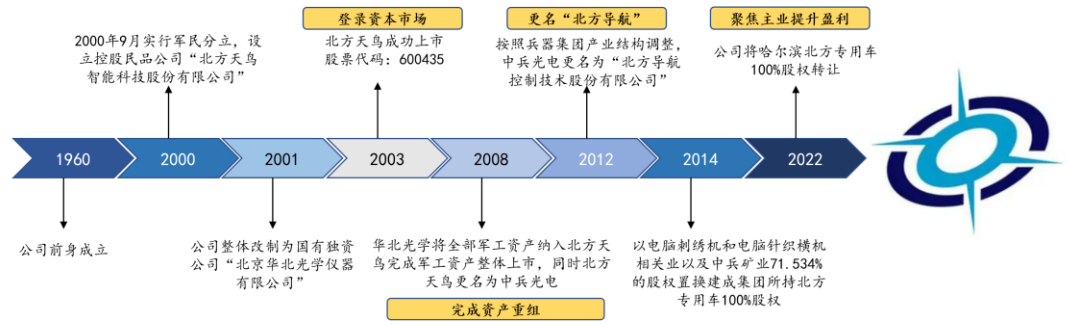 登录资本市场
更名“北方导航”
聚焦主业提升盈利
2000年9月实行军民分立，设
立控股民品公司“北方天鸟
智能科技股份有限公司”
北方天鸟成功上市
股票代码：600435
按照兵器集团产业结构调整，
中兵光电更名为“北方导航
控制技术股份有限公司”
公司将哈尔滨北方专用车
100%股权转让
1960
2000
2001
2003
2008
2012
2014
2022
公司前身成立
公司整体改制为国有独资
公司“北京华北光学仪器
有限公司”
华北光学将全部军工资产纳入北方天
鸟完成军工资产整体上市，同时北方
天鸟更名为中兵光电
完成资产重组
以电脑刺绣机和电脑针织横机
相关业以及中兵矿业71.534%
的股权置换建成集团所持北方
专用车100%股权